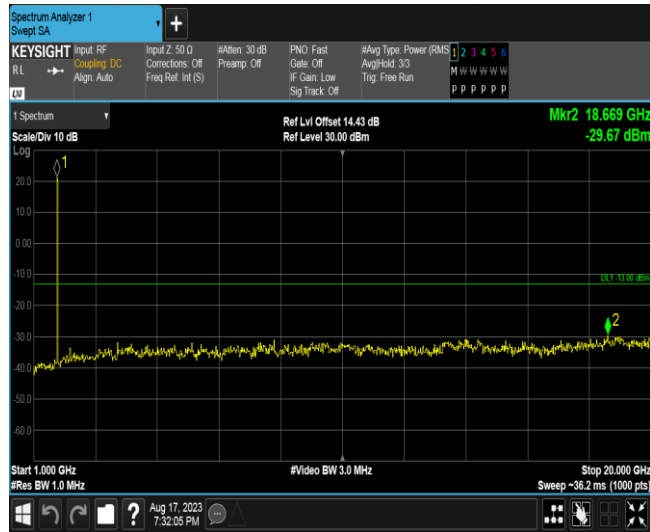 Spectrum Analyzer 1
Swept SA
KEYSIGHT
RL
LXI
Input: RF
Coupling: DC
Align: Auto
Input Z: 50 Ω
Corrections: Off
Freq Ref: Int (S)
#Atten: 30 dB
Preamp: Off
PNO: Fast
Gate: Off
IF Gain: Low
Sig Track: Off
#Avg Type: Power (RMS
Avg|Hold: 3/3
Trig: Free Run
1 2 3 4 5 6
M W W W W W
P P P P P P
1 Spectrum
Scale/Div 10 dB
Ref Lvl Offset 14.43 dB
Ref Level 30.00 dBm
Mkr2 18.669 GHz
-29.67 dBm
Log
1
20.0
10.0
0.00
-10.0
DL1 -13.00 dBm
-20.0
2
-30.0
-40.0
-50.0
-60.0
Start 1.000 GHz
#Video BW 3.0 MHz
Stop 20.000 GHz
#Res BW 1.0 MHz
Sweep ~36.2 ms (1000 pts)
?
Aug 17, 2023
7:32:05 PM